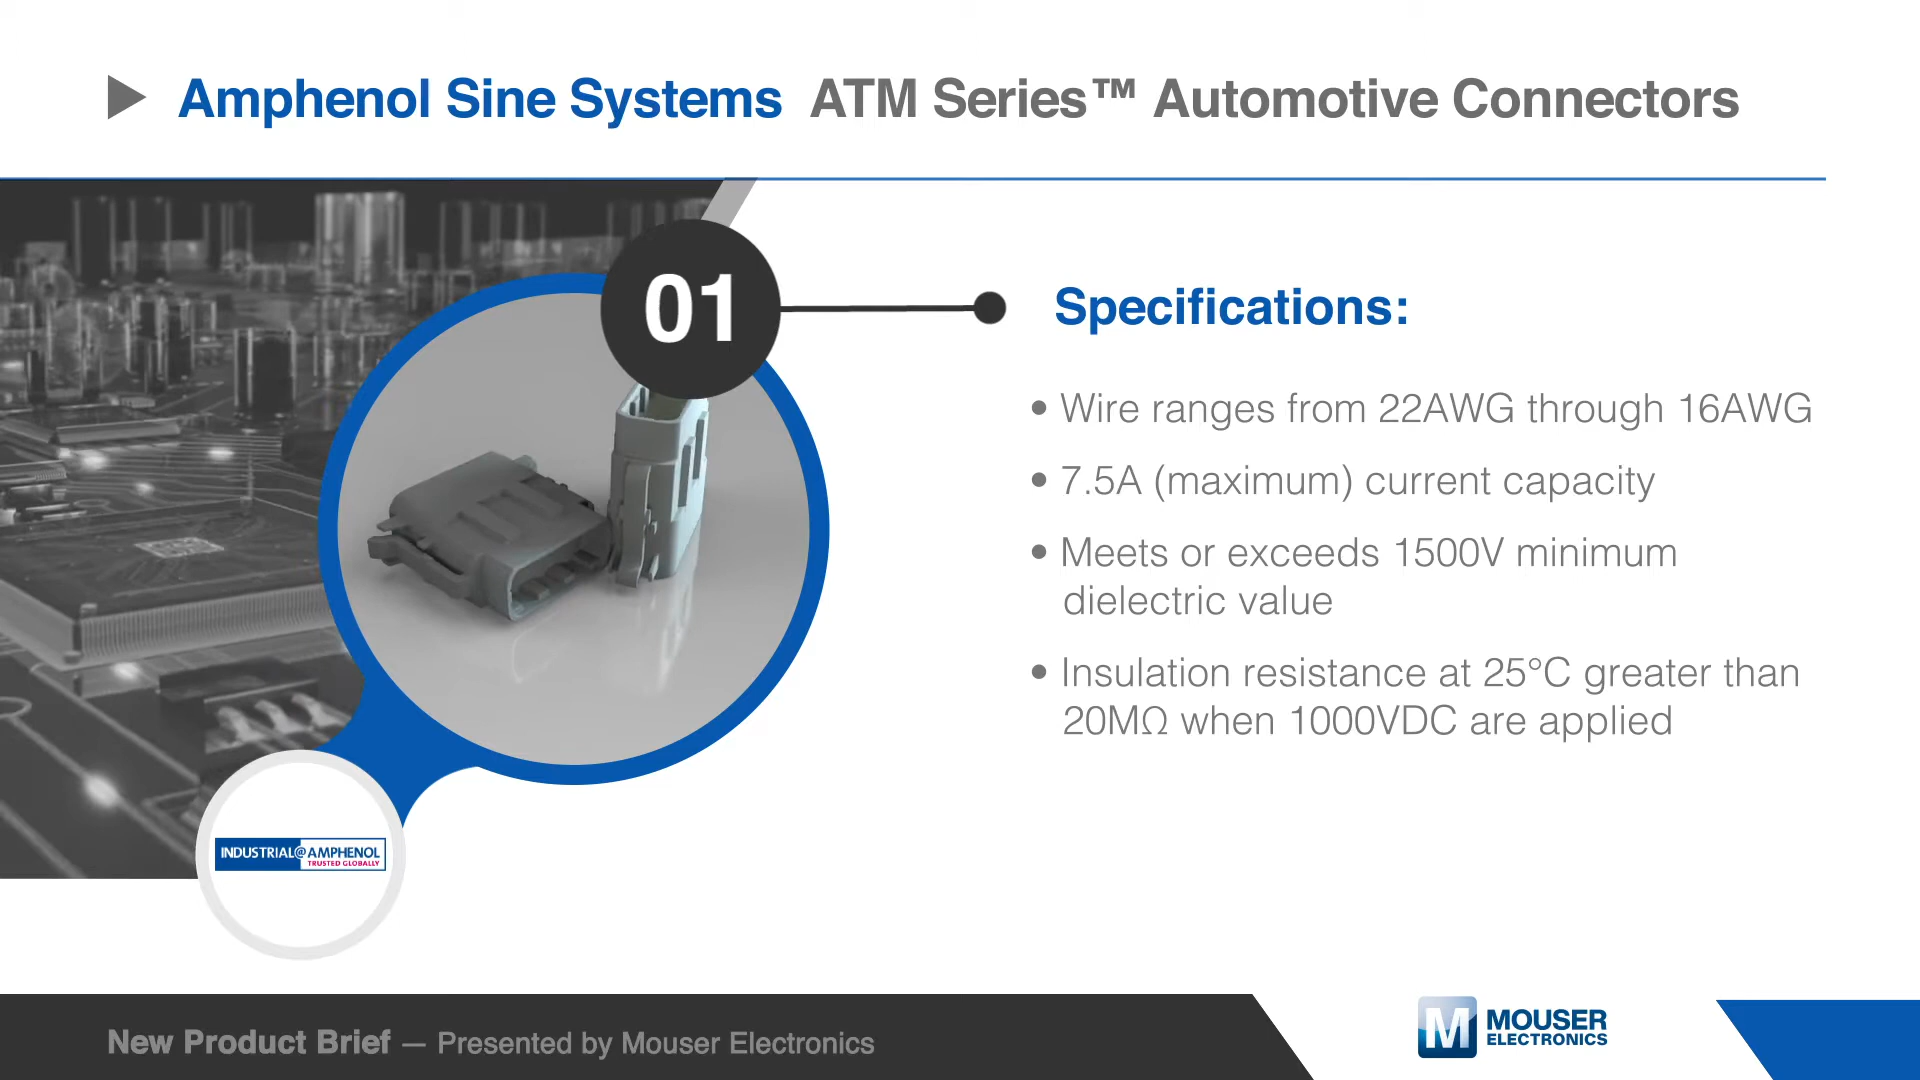 Amphenol Sine Systems ATM Series™ Automotive Connectors
01
Specifications:
• Wire ranges from 22AWG through 16AWG
• 7.5A (maximum) current capacity
• Meets or exceeds 1500V minimum
dielectric value
• Insulation resistance at 25°C greater than
20MΩ when 1000VDC are applied
INDUSTRIAL@AMPHENOL
TRUSTED GLOBALLY
New Product Brief — Presented by Mouser Electronics
M MOUSER
ELECTRONICS